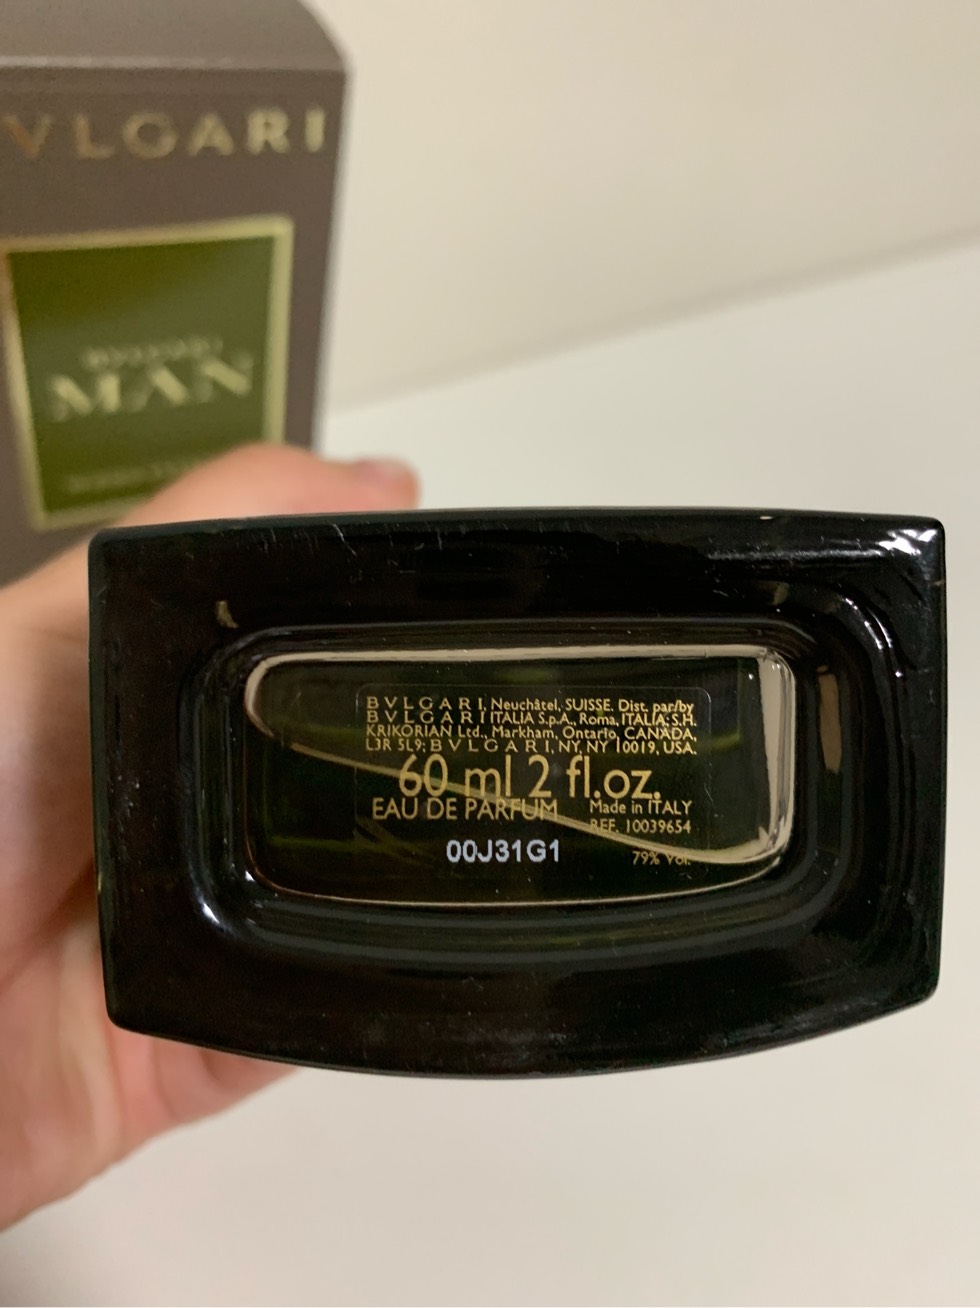 VLGARI
BVLGARI
MAN
BVLGARI, Neuchâtel, SUISSE. Dist. par/by
BVLGARI ITALIA S.p.A., Roma, ITALIA; S.H.
KRIKORIAN Ltd., Markham, Ontario, CANADA,
L3R 5L9; BVLGARI, NY, NY 10019, USA.
60 ml 2 fl.oz.
EAU DE PARFUM Made in ITALY
REF. 10039654
00J31G1
79% Vol.